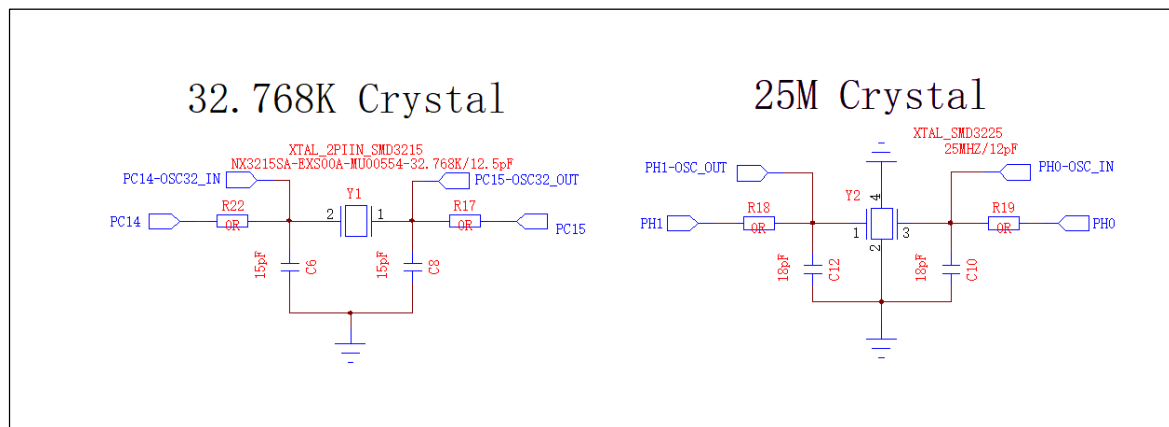 32.768K Crystal
XTAL_2PIIN_SMD3215
NX3215SA-EXS00A-MU00554-32.768K/12.5pF
PC14-OSC32_IN
Y1
PC15-OSC32_OUT
R22
2
1
R17
PC14
0R
0R
PC15
15pF
C6
15pF
C8
25M Crystal
XTAL_SMD3225
25MHZ/12pF
PH1-OSC_OUT
PH0-OSC_IN
Y2
4
R18
R19
PH1
0R
1
3
0R
PH0
2
18pF
C12
18pF
C10